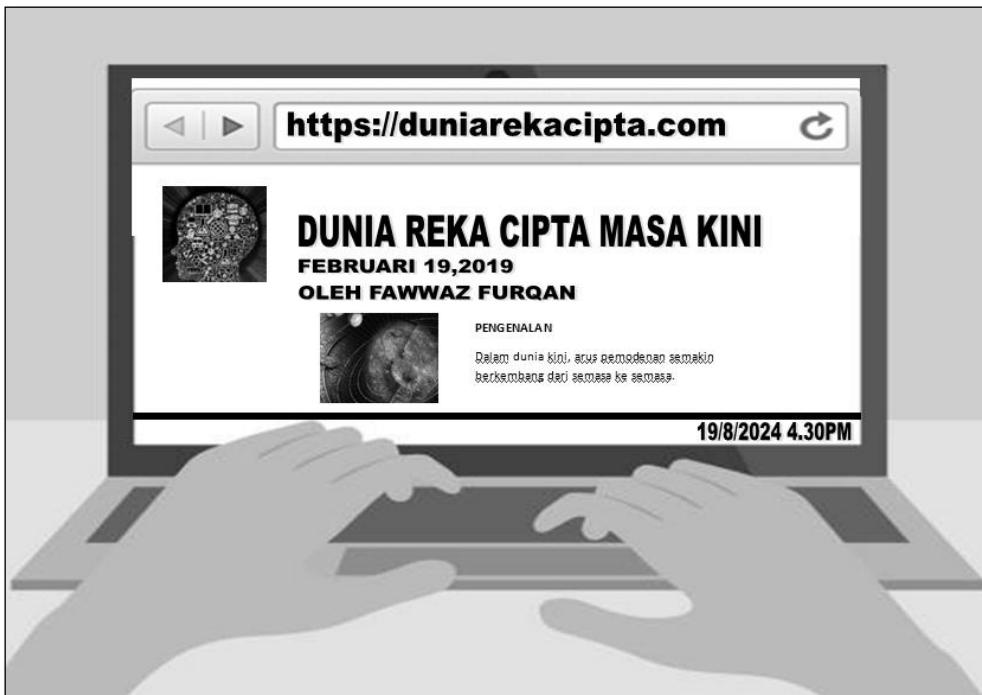 https://duniarekacipta.com
DUNIA REKA CIPTA MASA KINI
FEBRUARI 19,2019
OLEH FAWWAZ FURQAN
PENGENALAN
Dalam dunia kini, arus pemodenan semakin
berkembang dari semasa ke semasa.
19/8/2024 4.30PM